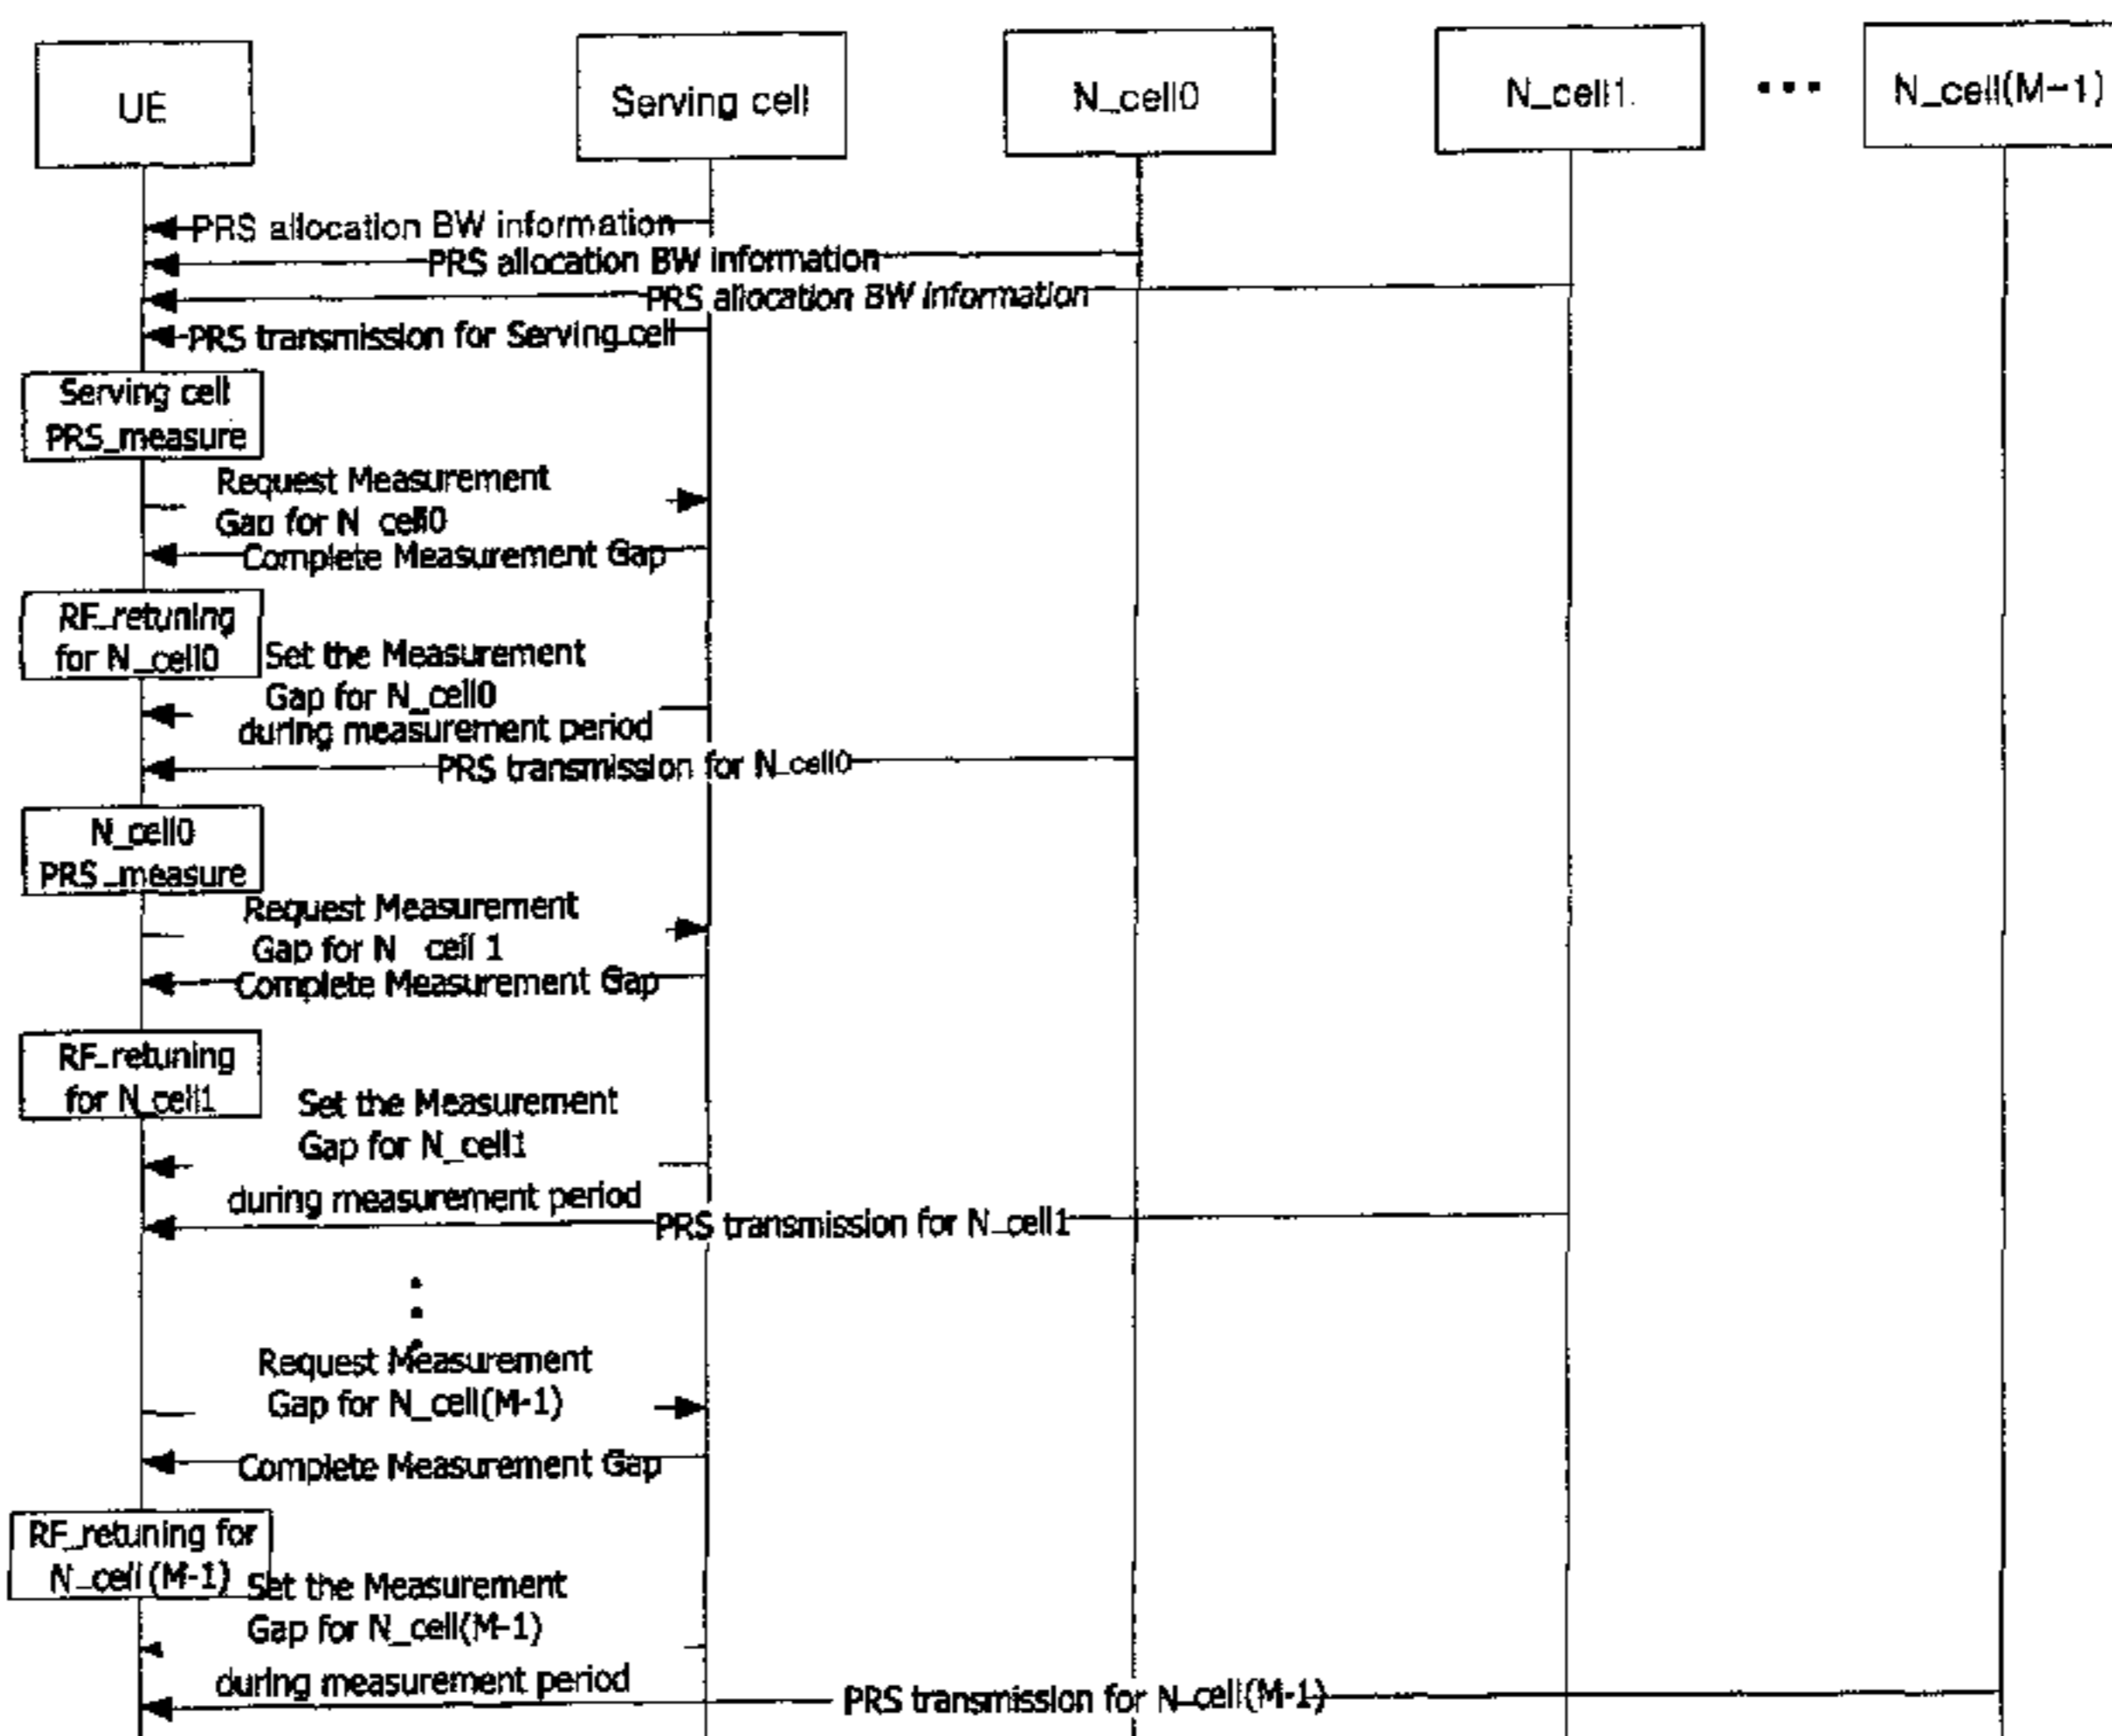 UE
Serving cell
N_cell0
N_cell1
...
N_cell(M-1)
PRS allocation BW information
PRS allocation BW information
PRS allocation BW information
PRS transmission for Serving_cell
Serving cell
PRS_measure
Request Measurement
Gap for N_cell0
Complete Measurement Gap
RF_retuning
for N_cell0
Set the Measurement
Gap for N_cell0
during measurement period
PRS transmission for N_cell0
N_cell0
PRS_measure
Request Measurement
Gap for N_cell 1
Complete Measurement Gap
RF_retuning
for N_cell1
Set the Measurement
Gap for N_cell1
during measurement period
PRS transmission for N_cell1
Request Measurement
Gap for N_cell(M-1)
Complete Measurement Gap
RF_retuning for
N_cell(M-1)
Set the Measurement
Gap for N_cell(M-1)
during measurement period
PRS transmission for N_cell(M-1)